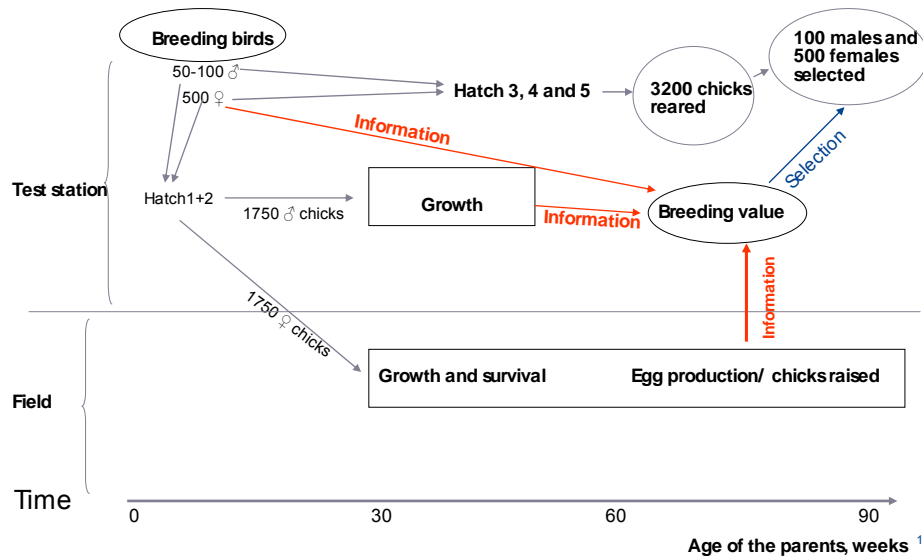 Breeding birds
50-100 ♂
500 ♀
Hatch 3, 4 and 5
3200 chicks
reared
100 males and
500 females
selected
Information
Selection
Test station
Hatch1+2
1750 ♂ chicks
Growth
Information
Breeding value
1750 ♀ chicks
Information
Growth and survival
Egg production/ chicks raised
Field
Time
0
30
60
90
Age of the parents, weeks
1